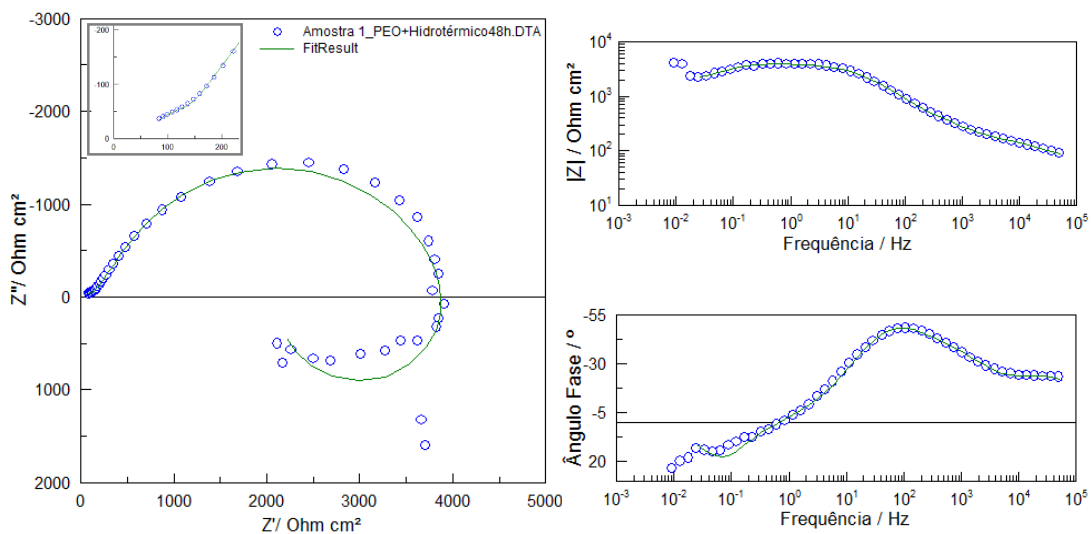 -3000
-2000
-1000
0
1000
2000
Z''/ Ohm cm²
0 1000 2000 3000 4000 5000
Z'/ Ohm cm²
-200
-100
0
0 100 200
Amostra 1_PEO+Hidrotérmico48h.DTA
FitResult
10⁴
10³
10²
10¹
|Z| / Ohm cm²
10⁻³ 10⁻² 10⁻¹ 10⁰ 10¹ 10² 10³ 10⁴ 10⁵
Frequência / Hz
-55
-30
-5
20
Ângulo Fase / º
10⁻³ 10⁻² 10⁻¹ 10⁰ 10¹ 10² 10³ 10⁴ 10⁵
Frequência / Hz